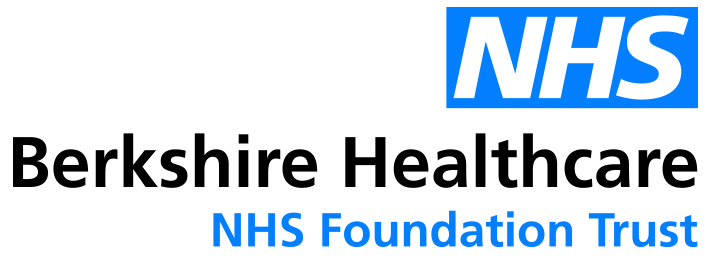 NHS
Berkshire Healthcare
NHS Foundation Trust